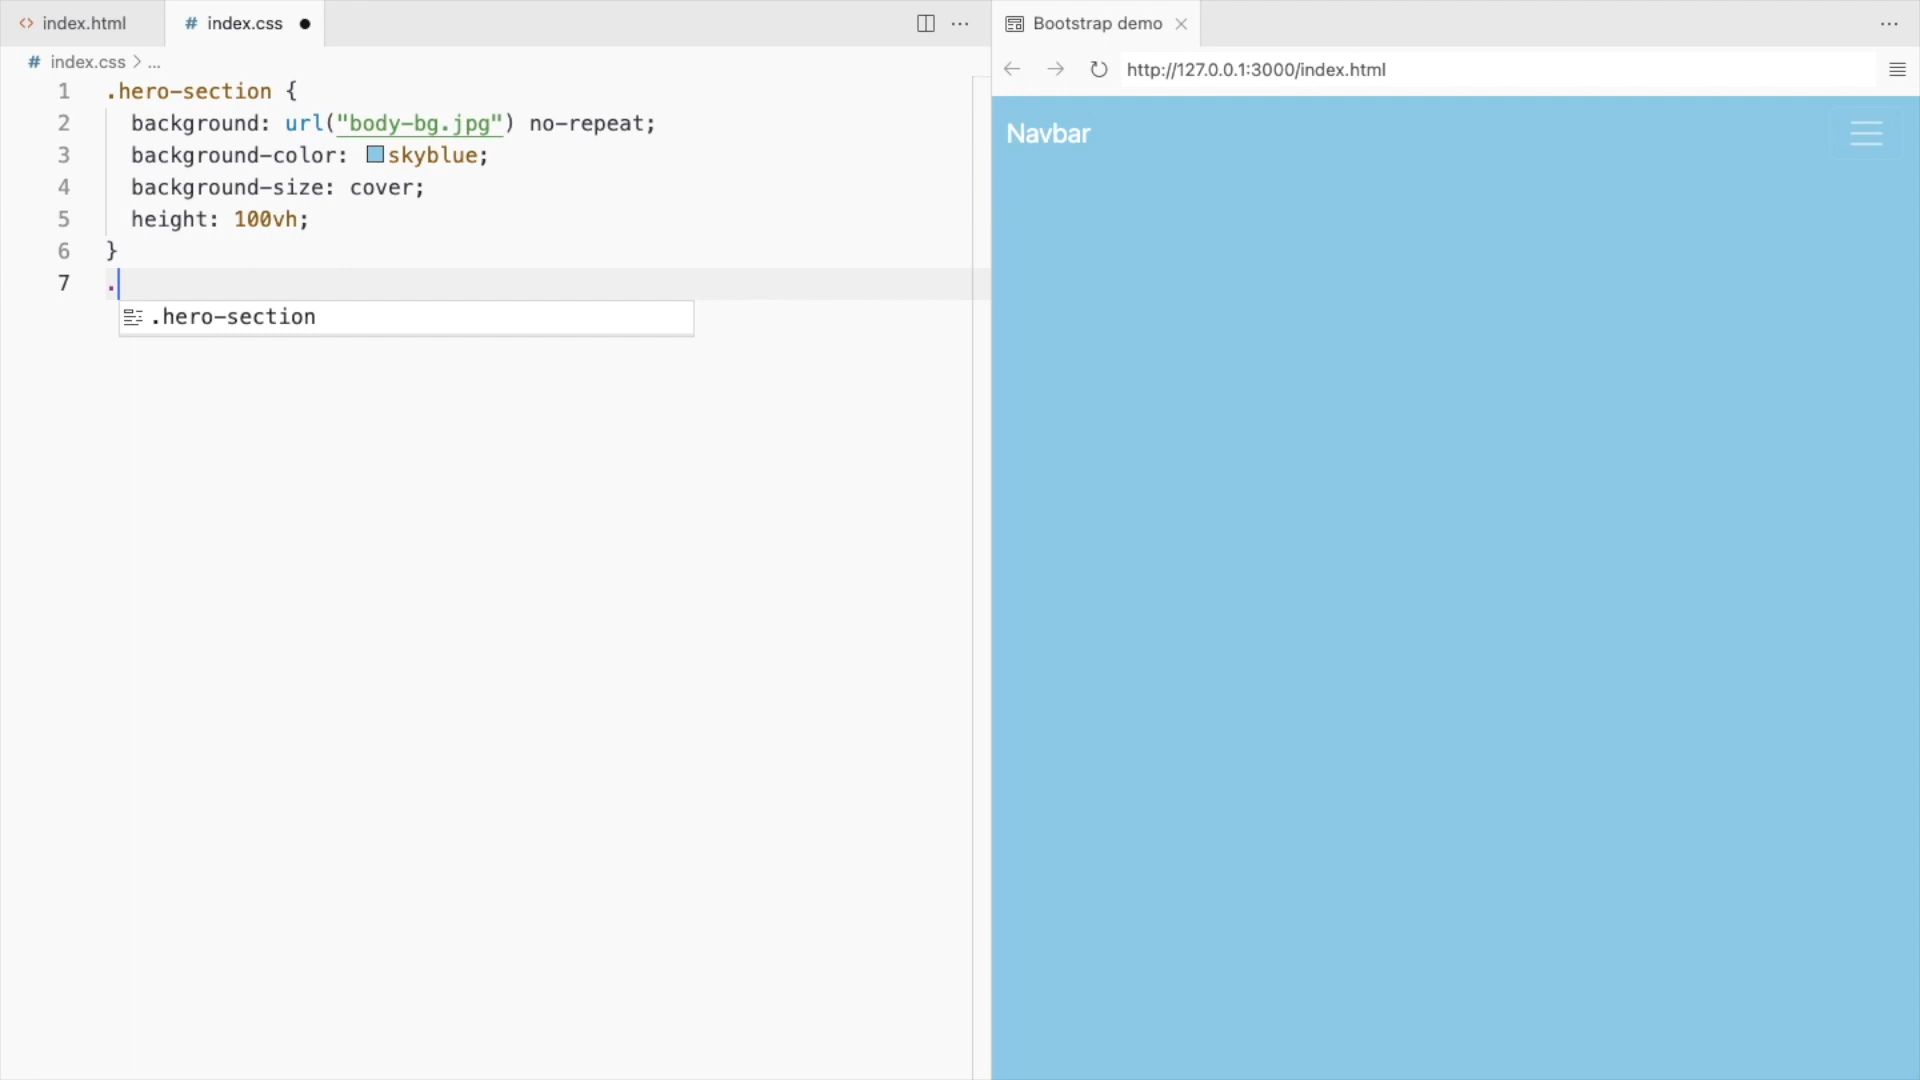 index.html
# index.css
# index.css > ...
1 .hero-section {
2 background: url("body-bg.jpg") no-repeat;
3 background-color: skyblue;
4 background-size: cover;
5 height: 100vh;
6 }
7 .
.hero-section
Bootstrap demo
http://127.0.0.1:3000/index.html
Navbar